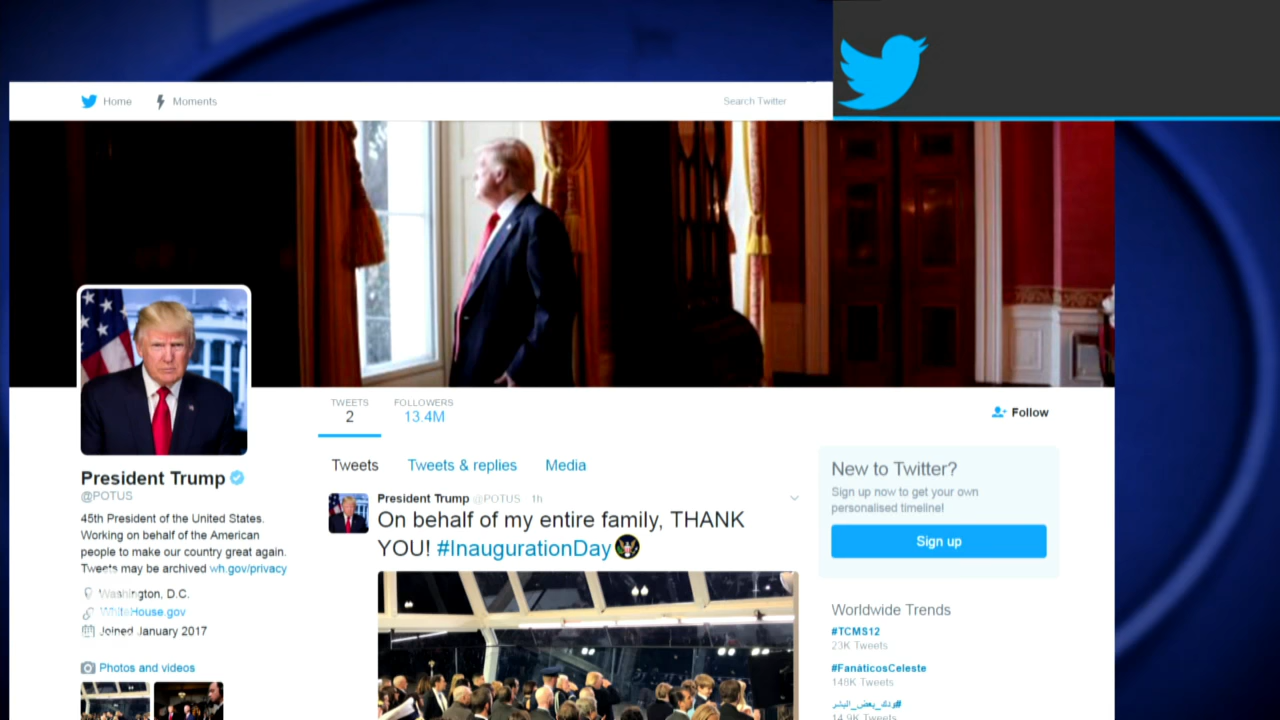 Home
Moments
Search Twitter
TWEETS
2
FOLLOWERS
13.4M
Follow
President Trump
@POTUS
45th President of the United States.
Working on behalf of the American
people to make our country great again.
Tweets may be archived wh.gov/privacy
Washington, D.C.
WhiteHouse.gov
Joined January 2017
Photos and videos
Tweets
Tweets & replies
Media
President Trump @POTUS 1h
On behalf of my entire family, THANK
YOU! #InaugurationDay
New to Twitter?
Sign up now to get your own
personalised timeline!
Sign up
Worldwide Trends
#TCMS12
23K Tweets
#FanáticosCeleste
148K Tweets
#ودك_بعض_البشر
14.9K Tweets